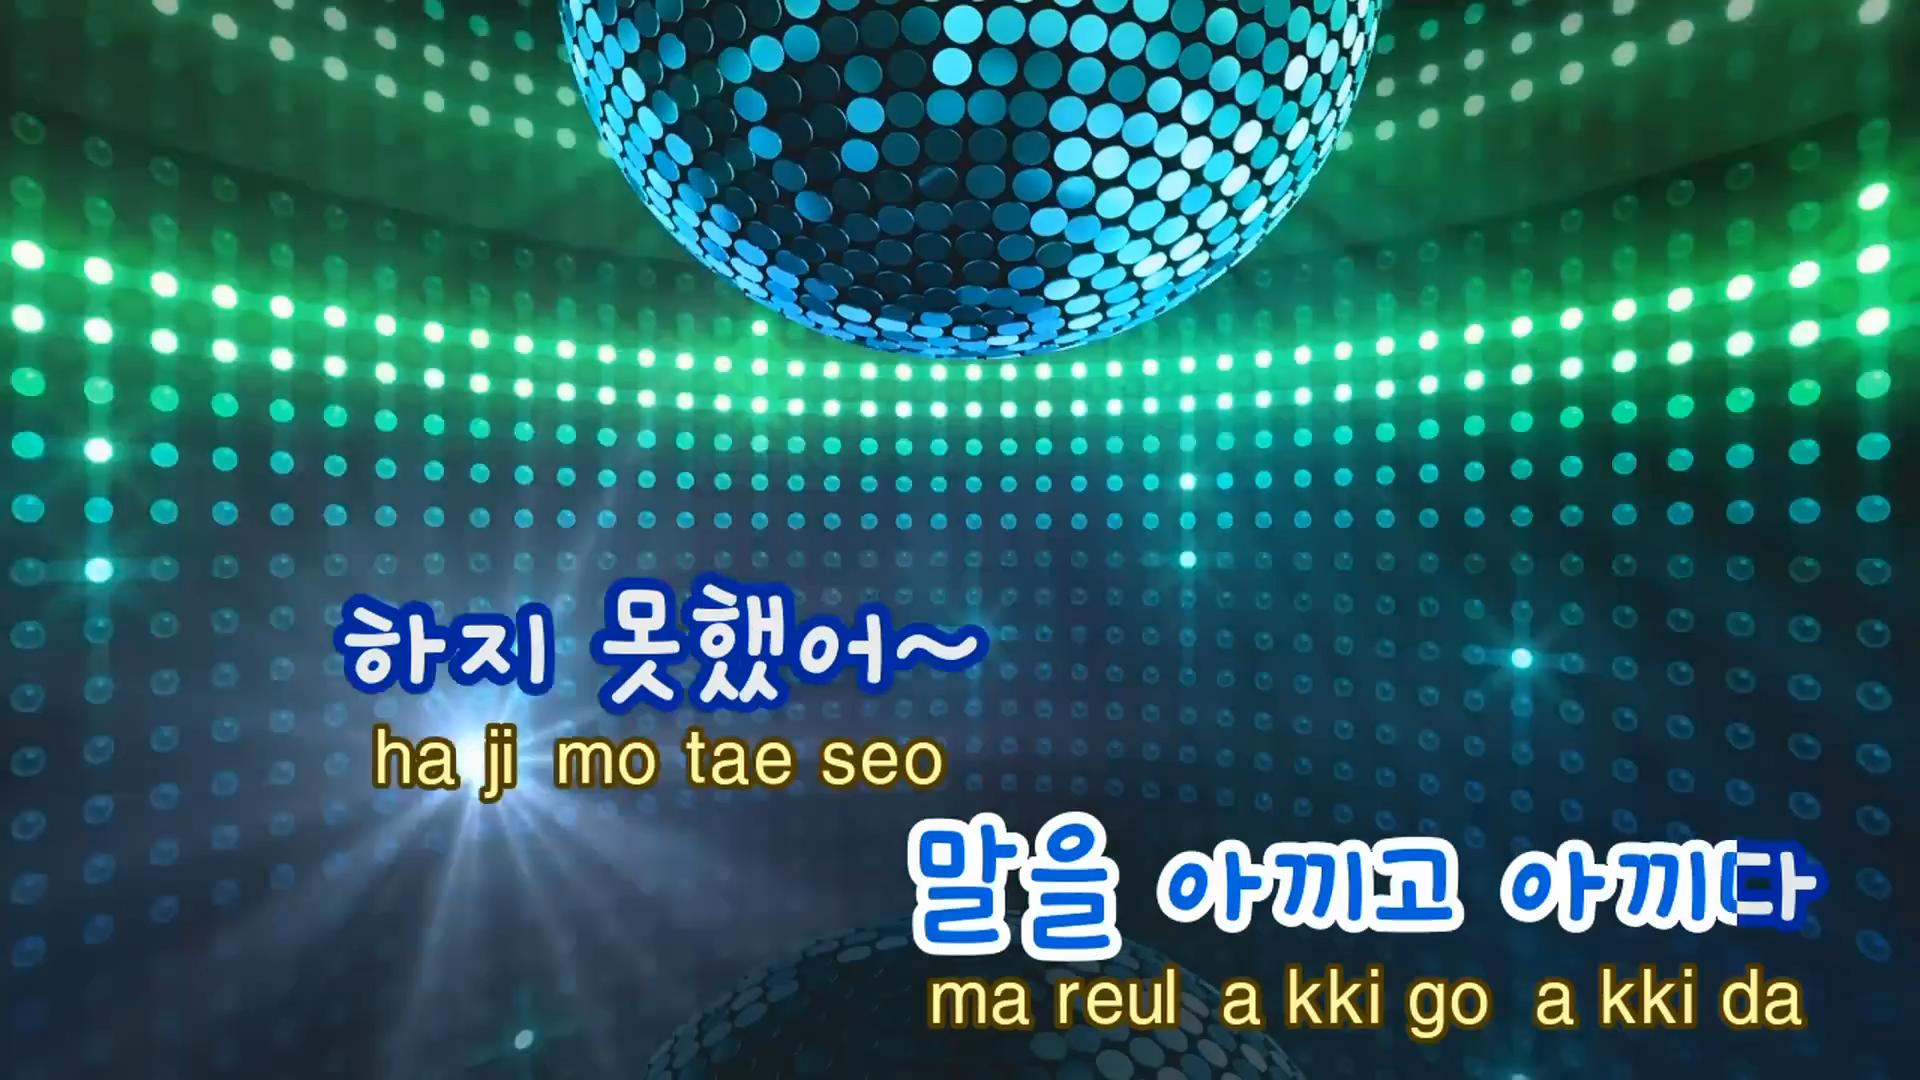 하지 못했어~
ha ji mo tae seo
말을 아끼고 아끼다
ma reul a kki go a kki da